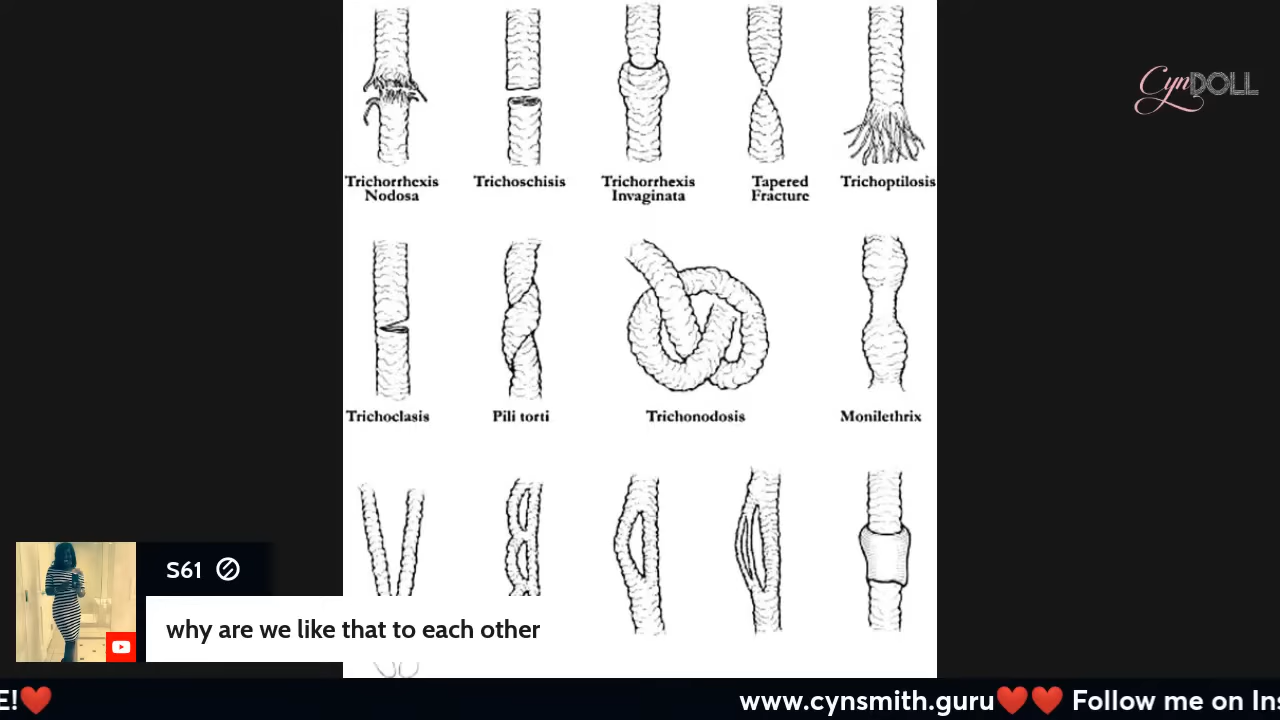 CynDOLL
Trichorrhexis
Nodosa
Trichoschisis
Trichorrhexis
Invaginata
Tapered
Fracture
Trichoptilosis
Trichoclasis
Pili torti
Trichonodosis
Monilethrix
S61
why are we like that to each other
E!❤️
www.cynsmith.guru❤️❤️ Follow me on Ins